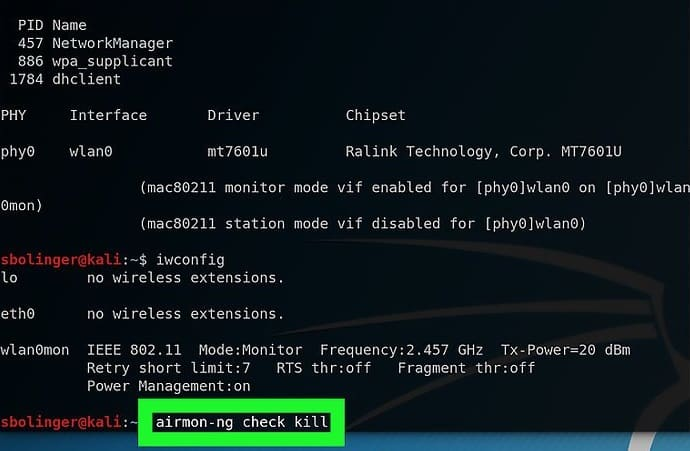 PID Name
457 NetworkManager
886 wpa_supplicant
1784 dhclient
PHY Interface Driver Chipset
phy0 wlan0 mt7601u Ralink Technology, Corp. MT7601U
(mac80211 monitor mode vif enabled for [phy0]wlan0 on [phy0]wlan
0mon)
(mac80211 station mode vif disabled for [phy0]wlan0)
sbolinger@kali:~$ iwconfig
lo no wireless extensions.
eth0 no wireless extensions.
wlan0mon IEEE 802.11 Mode:Monitor Frequency:2.457 GHz Tx-Power=20 dBm
Retry short limit:7 RTS thr:off Fragment thr:off
Power Management:on
sbolinger@kali:~ airmon-ng check kill